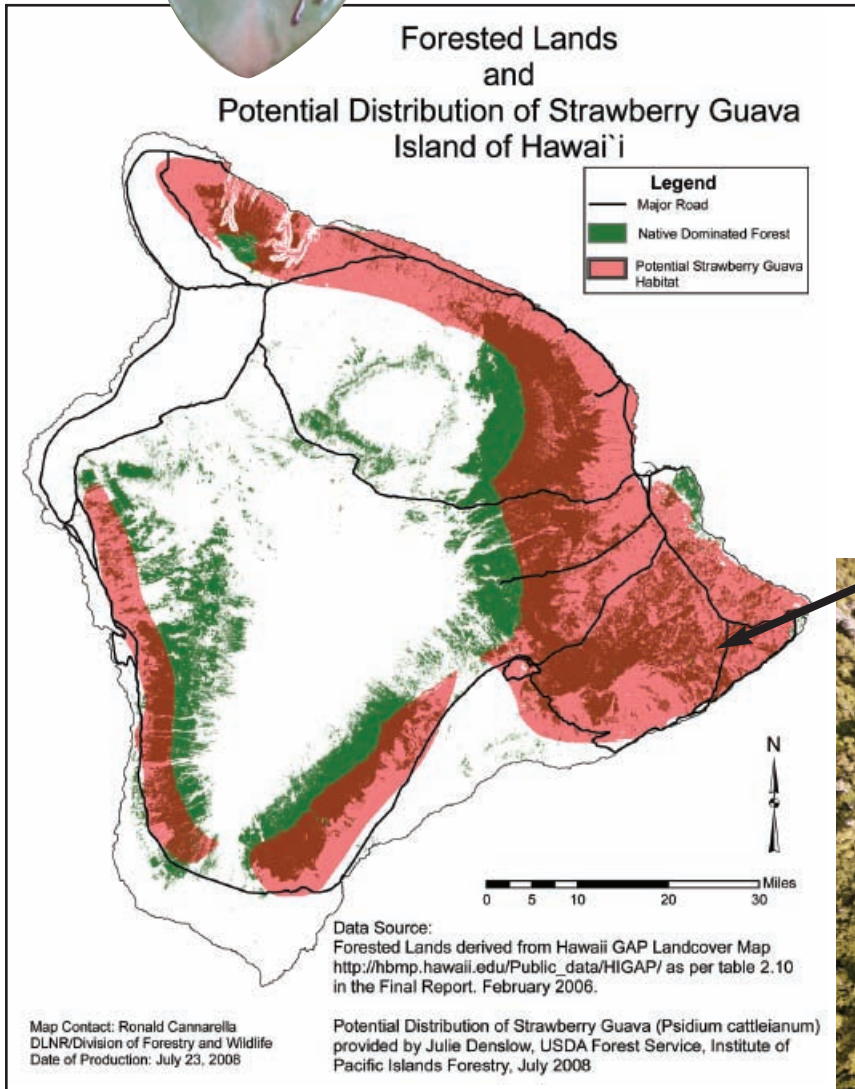 Forested Lands
and
Potential Distribution of Strawberry Guava
Island of Hawai`i
Legend
Major Road
Native Dominated Forest
Potential Strawberry Guava
Habitat
N
Miles
0 5 10 20 30
Data Source:
Forested Lands derived from Hawaii GAP Landcover Map
http://hbmp.hawaii.edu/Public_data/HIGAP/ as per table 2.10
in the Final Report. February 2006.
Map Contact: Ronald Cannarella
DLNR/Division of Forestry and Wildlife
Date of Production: July 23, 2008
Potential Distribution of Strawberry Guava (Psidium cattleianum)
provided by Julie Denslow, USDA Forest Service, Institute of
Pacific Islands Forestry, July 2008